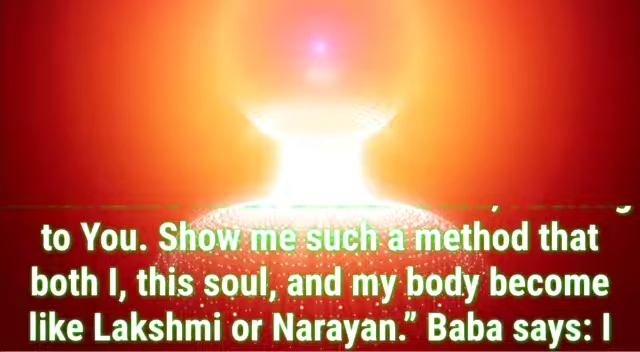 to You. Show me such a method that
both I, this soul, and my body become
like Lakshmi or Narayan.” Baba says: I